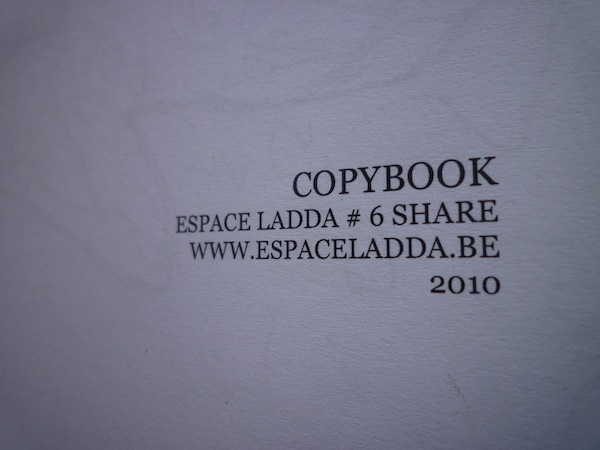 COPYBOOK
ESPACE LADDA # 6 SHARE
WWW.ESPACELADDA.BE
2010